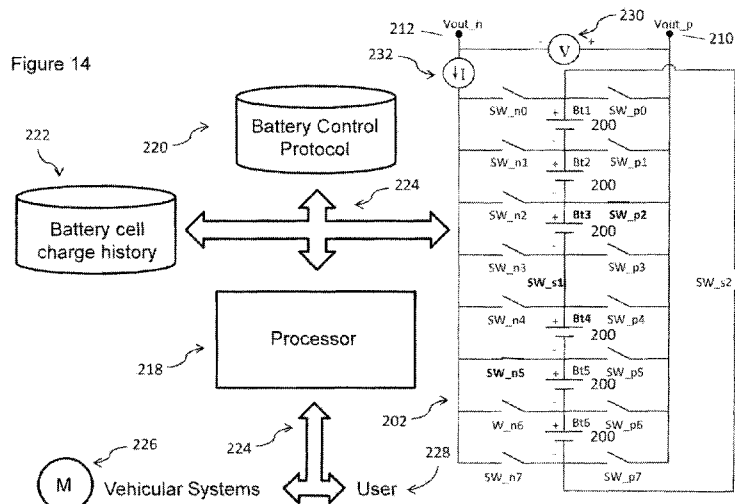 Figure 14
212
Vout_n
230
Vout_p
V
- +
210
232
↓I
222
220
Battery Control
Protocol
224
Battery cell
charge history
218
Processor
224
226
M
Vehicular Systems
User
228
202
SW_n0
+ Bt1
200
SW_p0
-
SW_n1
+ Bt2
200
SW_p1
-
SW_n2
+ Bt3
200
SW_p2
-
SW_n3
SW_s1
SW_p3
SW_s2
SW_n4
+ Bt4
200
SW_p4
-
SW_n5
+ Bt5
200
SW_p5
-
W_n6
+ Bt6
200
SW_p6
-
SW_n7
SW_p7